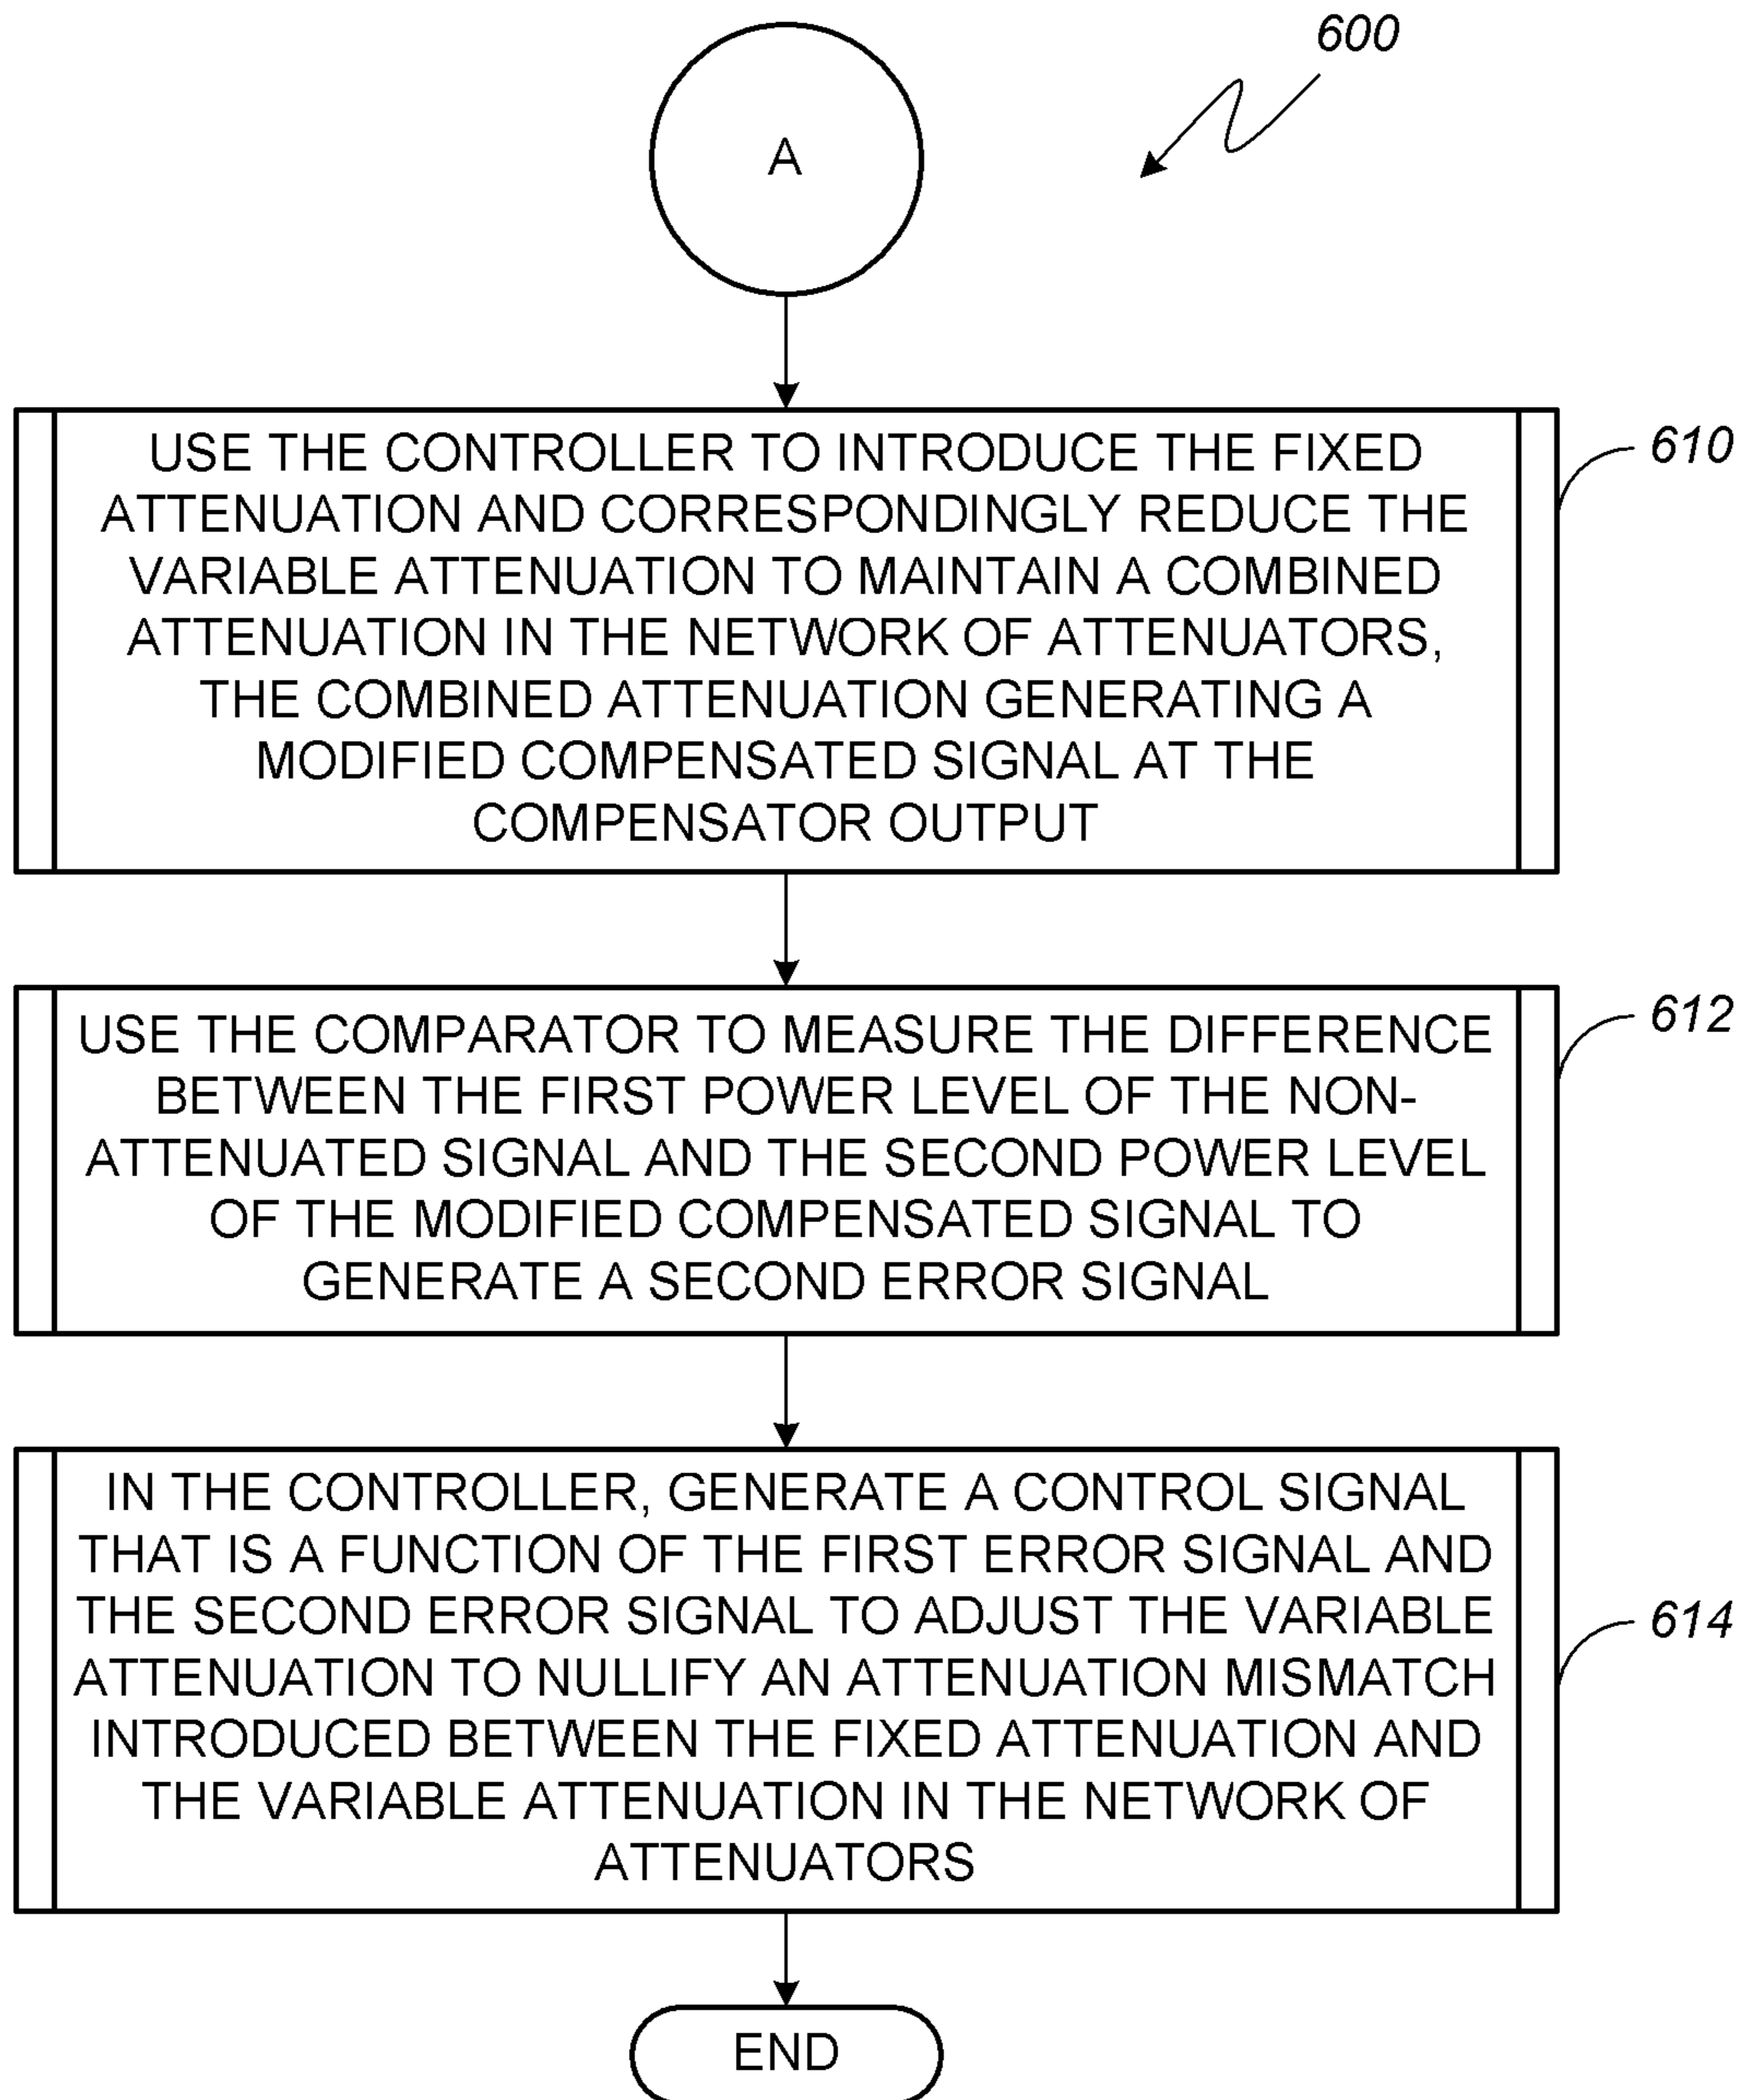 600
A
USE THE CONTROLLER TO INTRODUCE THE FIXED
ATTENUATION AND CORRESPONDINGLY REDUCE THE
VARIABLE ATTENUATION TO MAINTAIN A COMBINED
ATTENUATION IN THE NETWORK OF ATTENUATORS,
THE COMBINED ATTENUATION GENERATING A
MODIFIED COMPENSATED SIGNAL AT THE
COMPENSATOR OUTPUT
610
USE THE COMPARATOR TO MEASURE THE DIFFERENCE
BETWEEN THE FIRST POWER LEVEL OF THE NON-
ATTENUATED SIGNAL AND THE SECOND POWER LEVEL
OF THE MODIFIED COMPENSATED SIGNAL TO
GENERATE A SECOND ERROR SIGNAL
612
IN THE CONTROLLER, GENERATE A CONTROL SIGNAL
THAT IS A FUNCTION OF THE FIRST ERROR SIGNAL AND
THE SECOND ERROR SIGNAL TO ADJUST THE VARIABLE
ATTENUATION TO NULLIFY AN ATTENUATION MISMATCH
INTRODUCED BETWEEN THE FIXED ATTENUATION AND
THE VARIABLE ATTENUATION IN THE NETWORK OF
ATTENUATORS
614
END